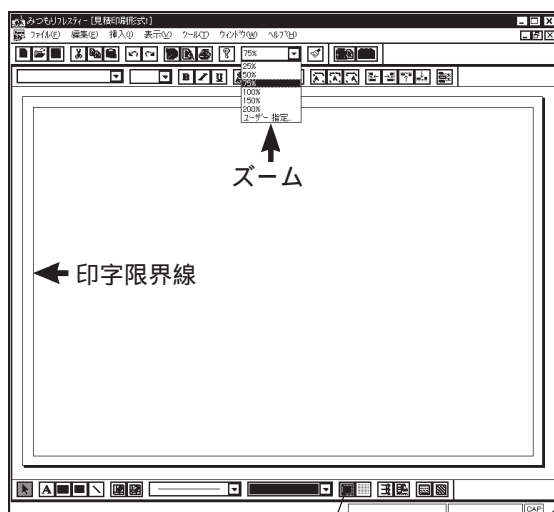 みつもりフレスティ - [見積印刷形式1]
ファイル(F) 編集(E) 挿入(I) 表示(V) ツール(T) ウィンドウ(W) ヘルプ(H)
75%
25%
50%
75%
100%
150%
200%
ユーザー指定...
B U
ズーム
印字限界線
A
CAP